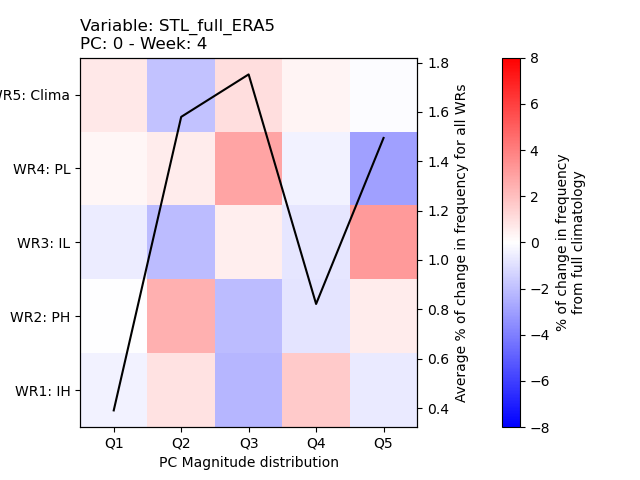 Variable: STL_full_ERA5
PC: 0 - Week: 4
WR5: Clima
WR4: PL
WR3: IL
WR2: PH
WR1: IH
Q1 Q2 Q3 Q4 Q5
PC Magnitude distribution
1.8
1.6
1.4
1.2
1.0
0.8
0.6
0.4
Average % of change in frequency for all WRs
8
6
4
2
0
−2
−4
−6
−8
% of change in frequency
from full climatology